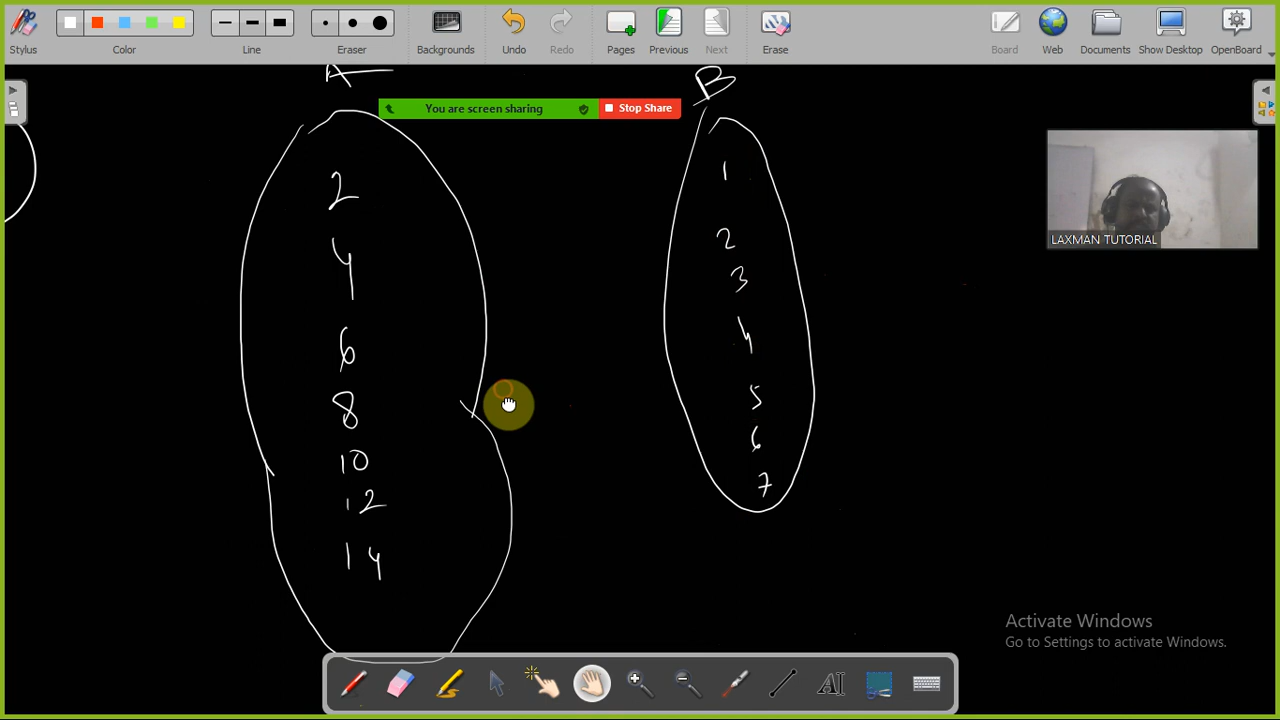 Stylus
Color
Line
Eraser
Backgrounds
Undo
Redo
Pages
Previous
Next
Erase
Board
Web
Documents
Show Desktop
OpenBoard
You are screen sharing
Stop Share
A
B
2
4
6
8
10
12
14
1
2
3
4
5
6
7
LAXMAN TUTORIAL
Activate Windows
Go to Settings to activate Windows.
AI